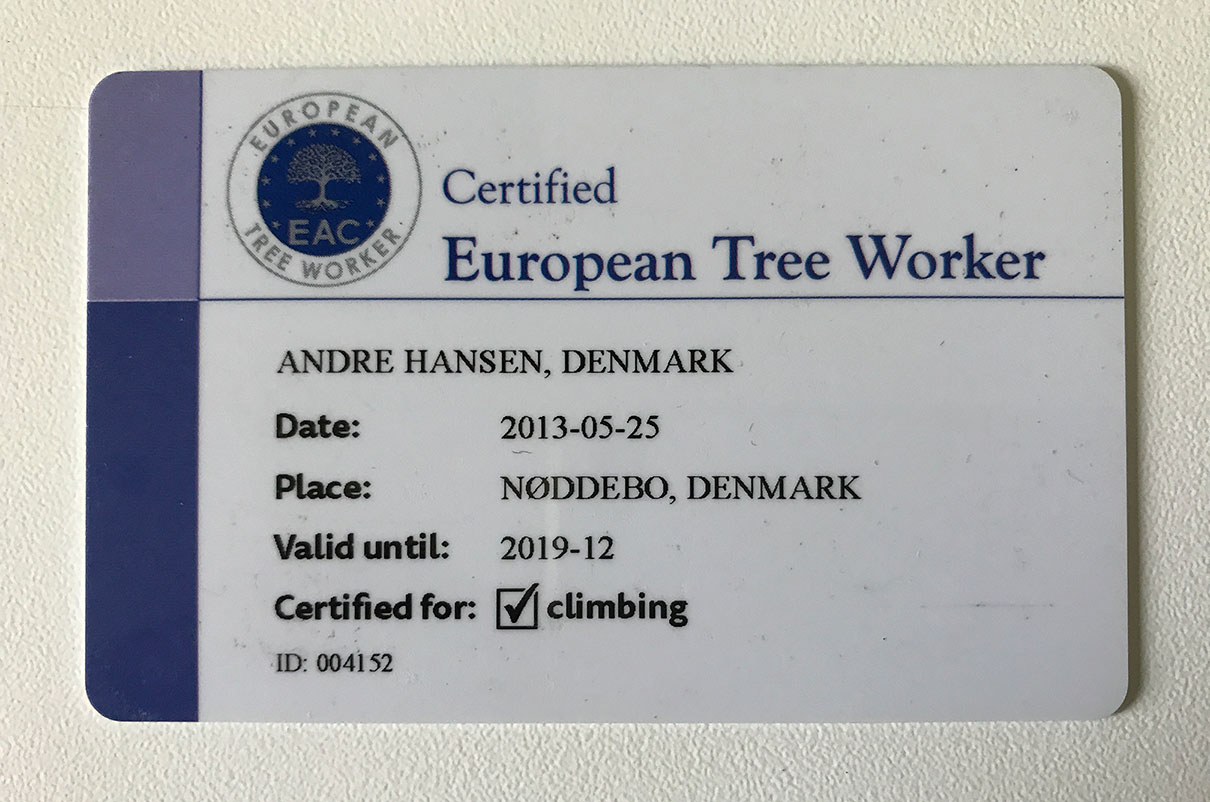 EUROPEAN
EAC
TREE WORKER
Certified
European Tree Worker
ANDRE HANSEN, DENMARK
Date: 2013-05-25
Place: NØDDEBO, DENMARK
Valid until: 2019-12
Certified for: ☑ climbing
ID: 004152